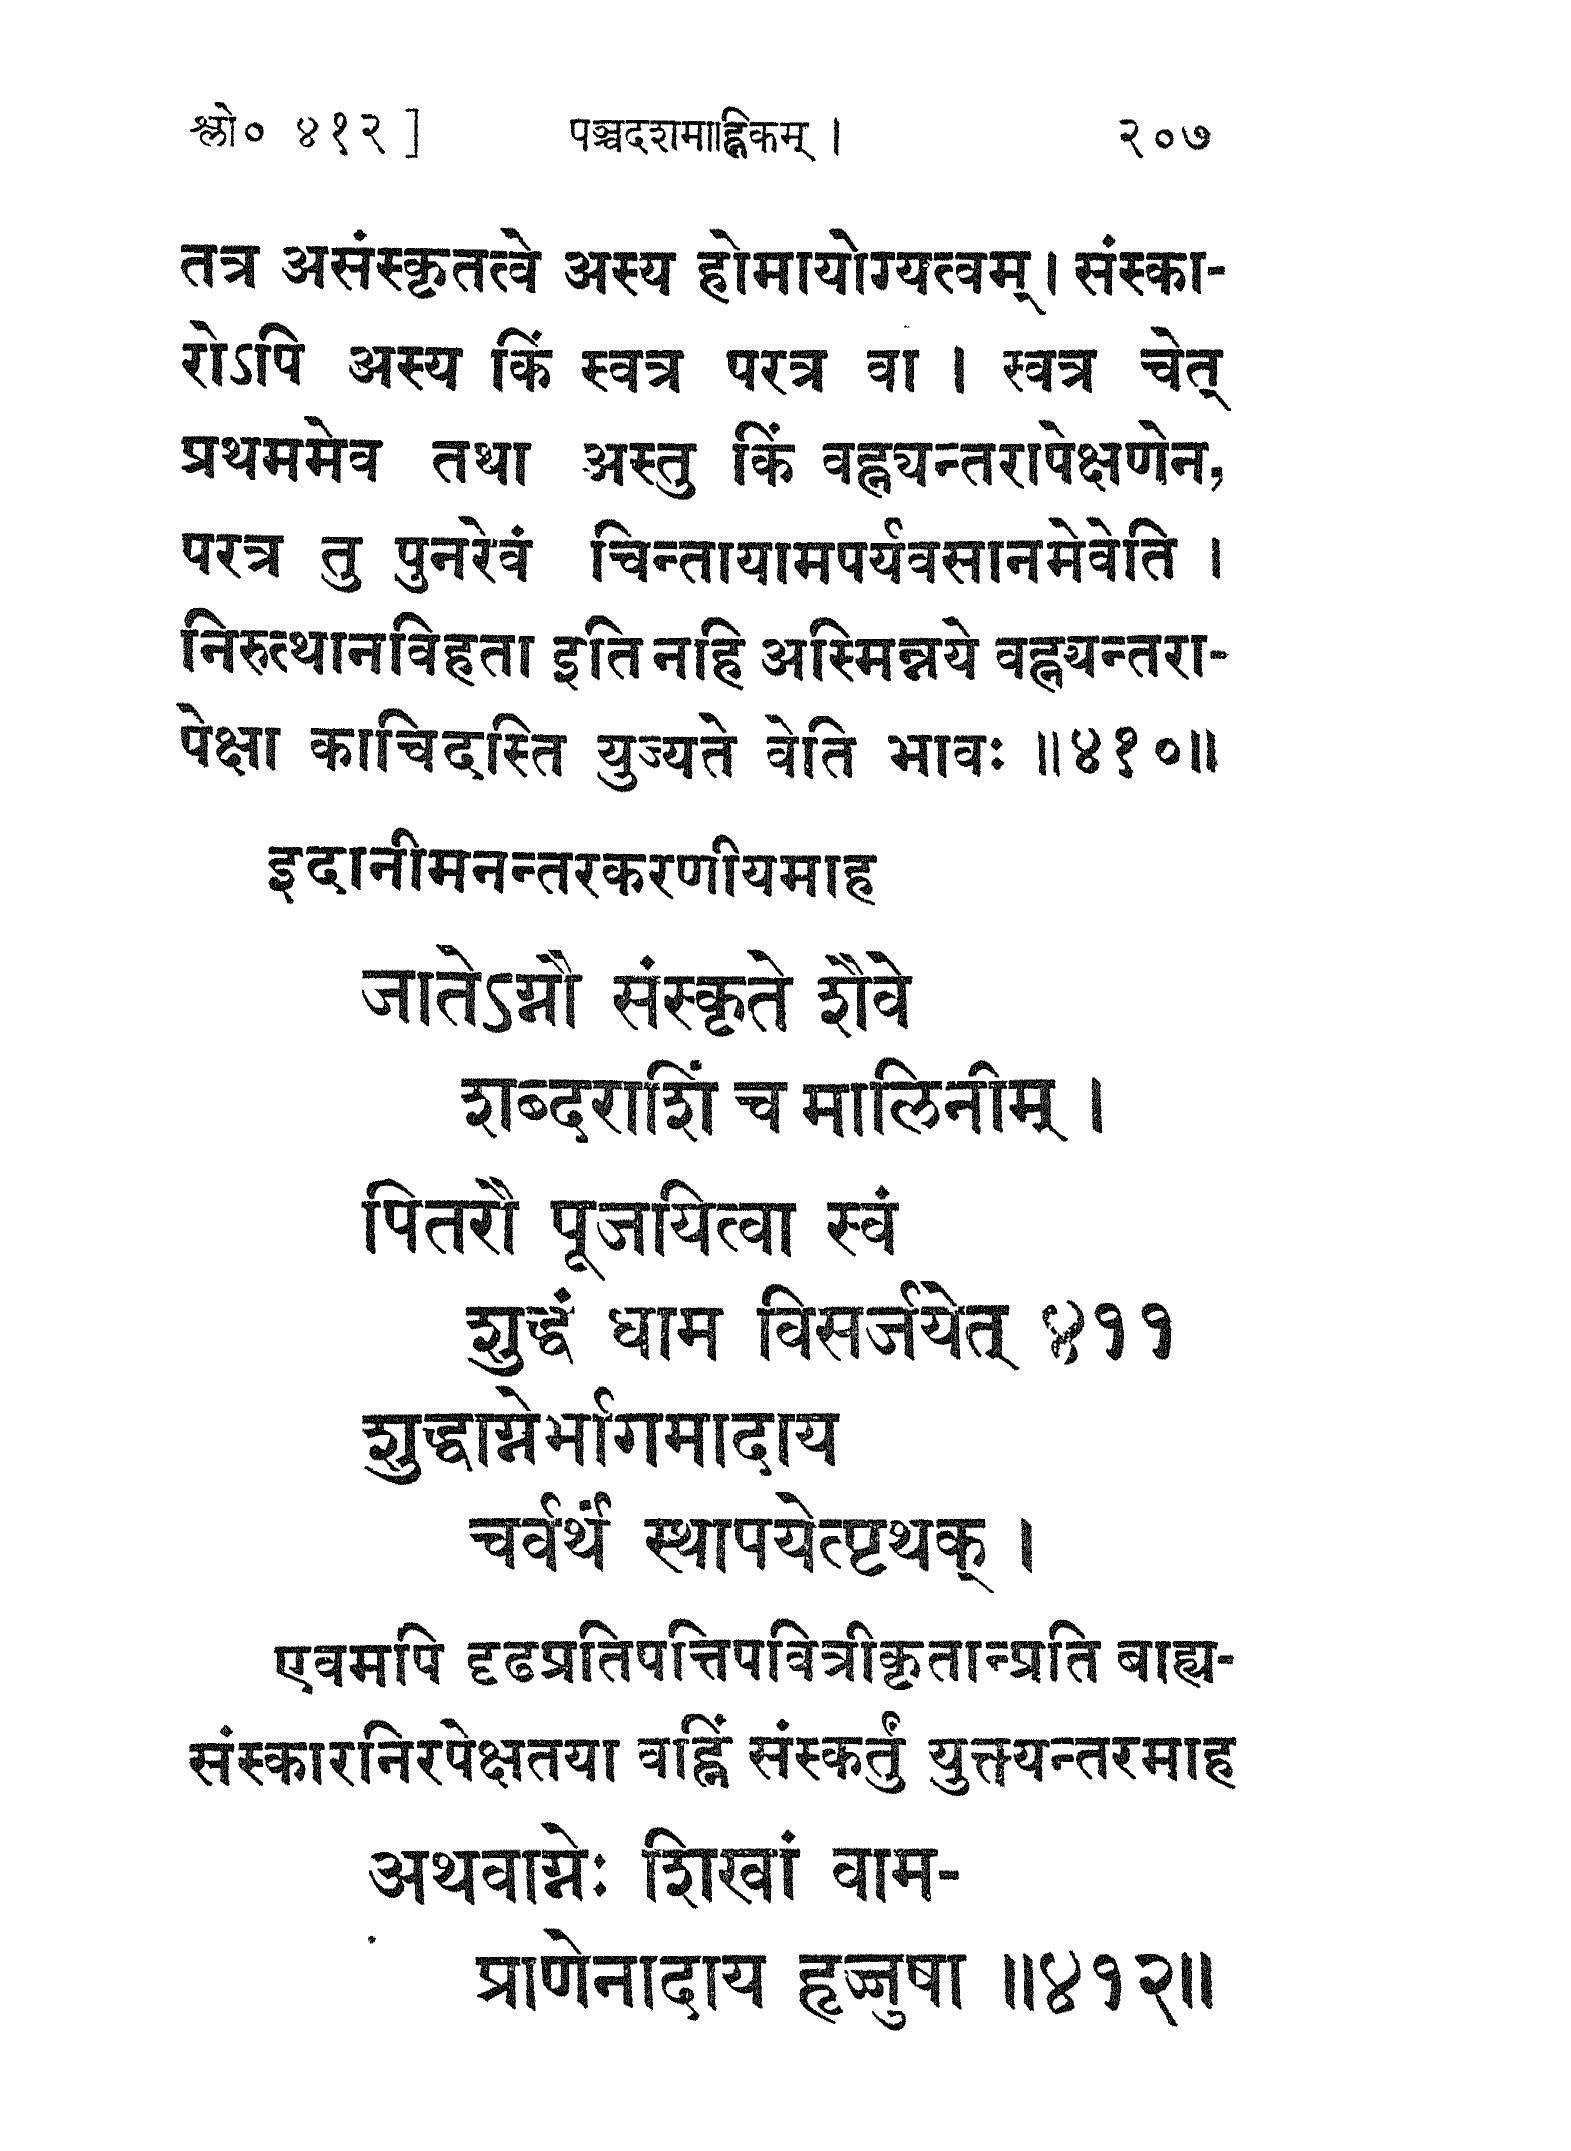 श्लो० ४१२ ] पञ्चदशमाह्निकम् । २०७
तत्र असंस्कृतत्वे अस्य होमायोग्यत्वम् । संस्का-
रोऽपि अस्य किं स्वत्र परत्र वा । स्वत्र चेत्
प्रथममेव तथा अस्तु किं वह्न्यन्तरापेक्षणेन,
परत्र तु पुनरेवं चिन्तायामपर्यवसानमेवेति ।
निरुत्थानविहता इति नहि अस्मिन्नये वह्न्यन्तरा-
पेक्षा काचिदस्ति युज्यते वेति भावः ॥४१०॥
इदानीमनन्तरकरणीयमाह
जातेऽग्नौ संस्कृते शैवे
शब्दराशिं च मालिनीम् ।
पितरौ पूजयित्वा स्वं
शुद्धं धाम विसर्जयेत् ४११
शुद्धाग्नेर्भागमादाय
चर्वर्थं स्थापयेत्पृथक् ।
एवमपि दृढप्रतिपत्तिपवित्रीकृतान्प्रति बाह्य-
संस्कारनिरपेक्षतया वह्निं संस्कर्तुं युक्त्यन्तरमाह
अथवाग्नेः शिखां वाम-
प्राणेनादाय हृज्जुषा ॥४१२॥